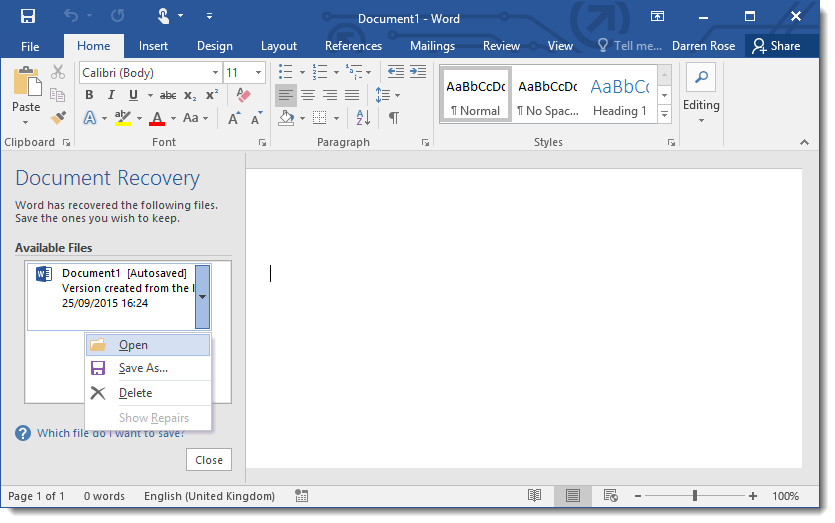 Document1 - Word
File Home Insert Design Layout References Mailings Review View Tell me... Darren Rose Share
Calibri (Body) 11 AaBbCcDc AaBbCcDc AaBbCc
Paste B I U abc x₂ x² ¶ Normal ¶ No Spac... Heading 1 Editing
A ab A Aa A A A Z ¶
Clipboard Font Paragraph Styles
Document Recovery
Word has recovered the following files.
Save the ones you wish to keep.
Available Files
W Document1 [Autosaved]
Version created from the
25/09/2015 16:24
Open
Save As...
Delete
Show Repairs
? Which file do I want to save?
Close
Page 1 of 1 0 words English (United Kingdom) 100%